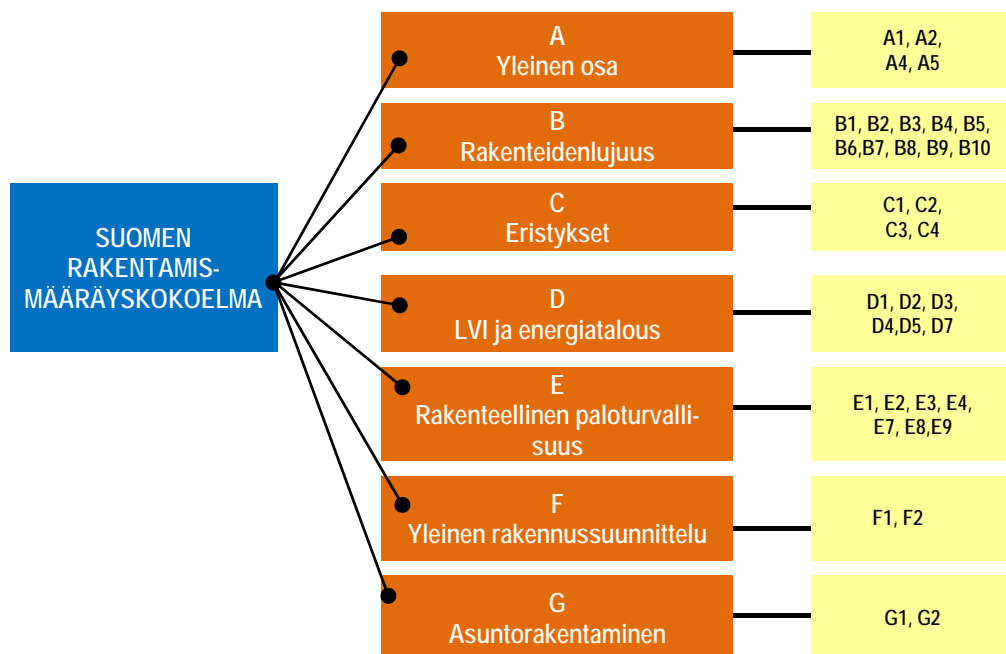 SUOMEN
RAKENTAMIS-
MÄÄRÄYSKOKOELMA
A
Yleinen osa
A1, A2,
A4, A5
B
Rakenteidenlujuus
B1, B2, B3, B4, B5,
B6,B7, B8, B9, B10
C
Eristykset
C1, C2,
C3, C4
D
LVI ja energiatalous
D1, D2, D3,
D4,D5, D7
E
Rakenteellinen paloturvalli-
suus
E1, E2, E3, E4,
E7, E8,E9
F
Yleinen rakennussuunnittelu
F1, F2
G
Asuntorakentaminen
G1, G2